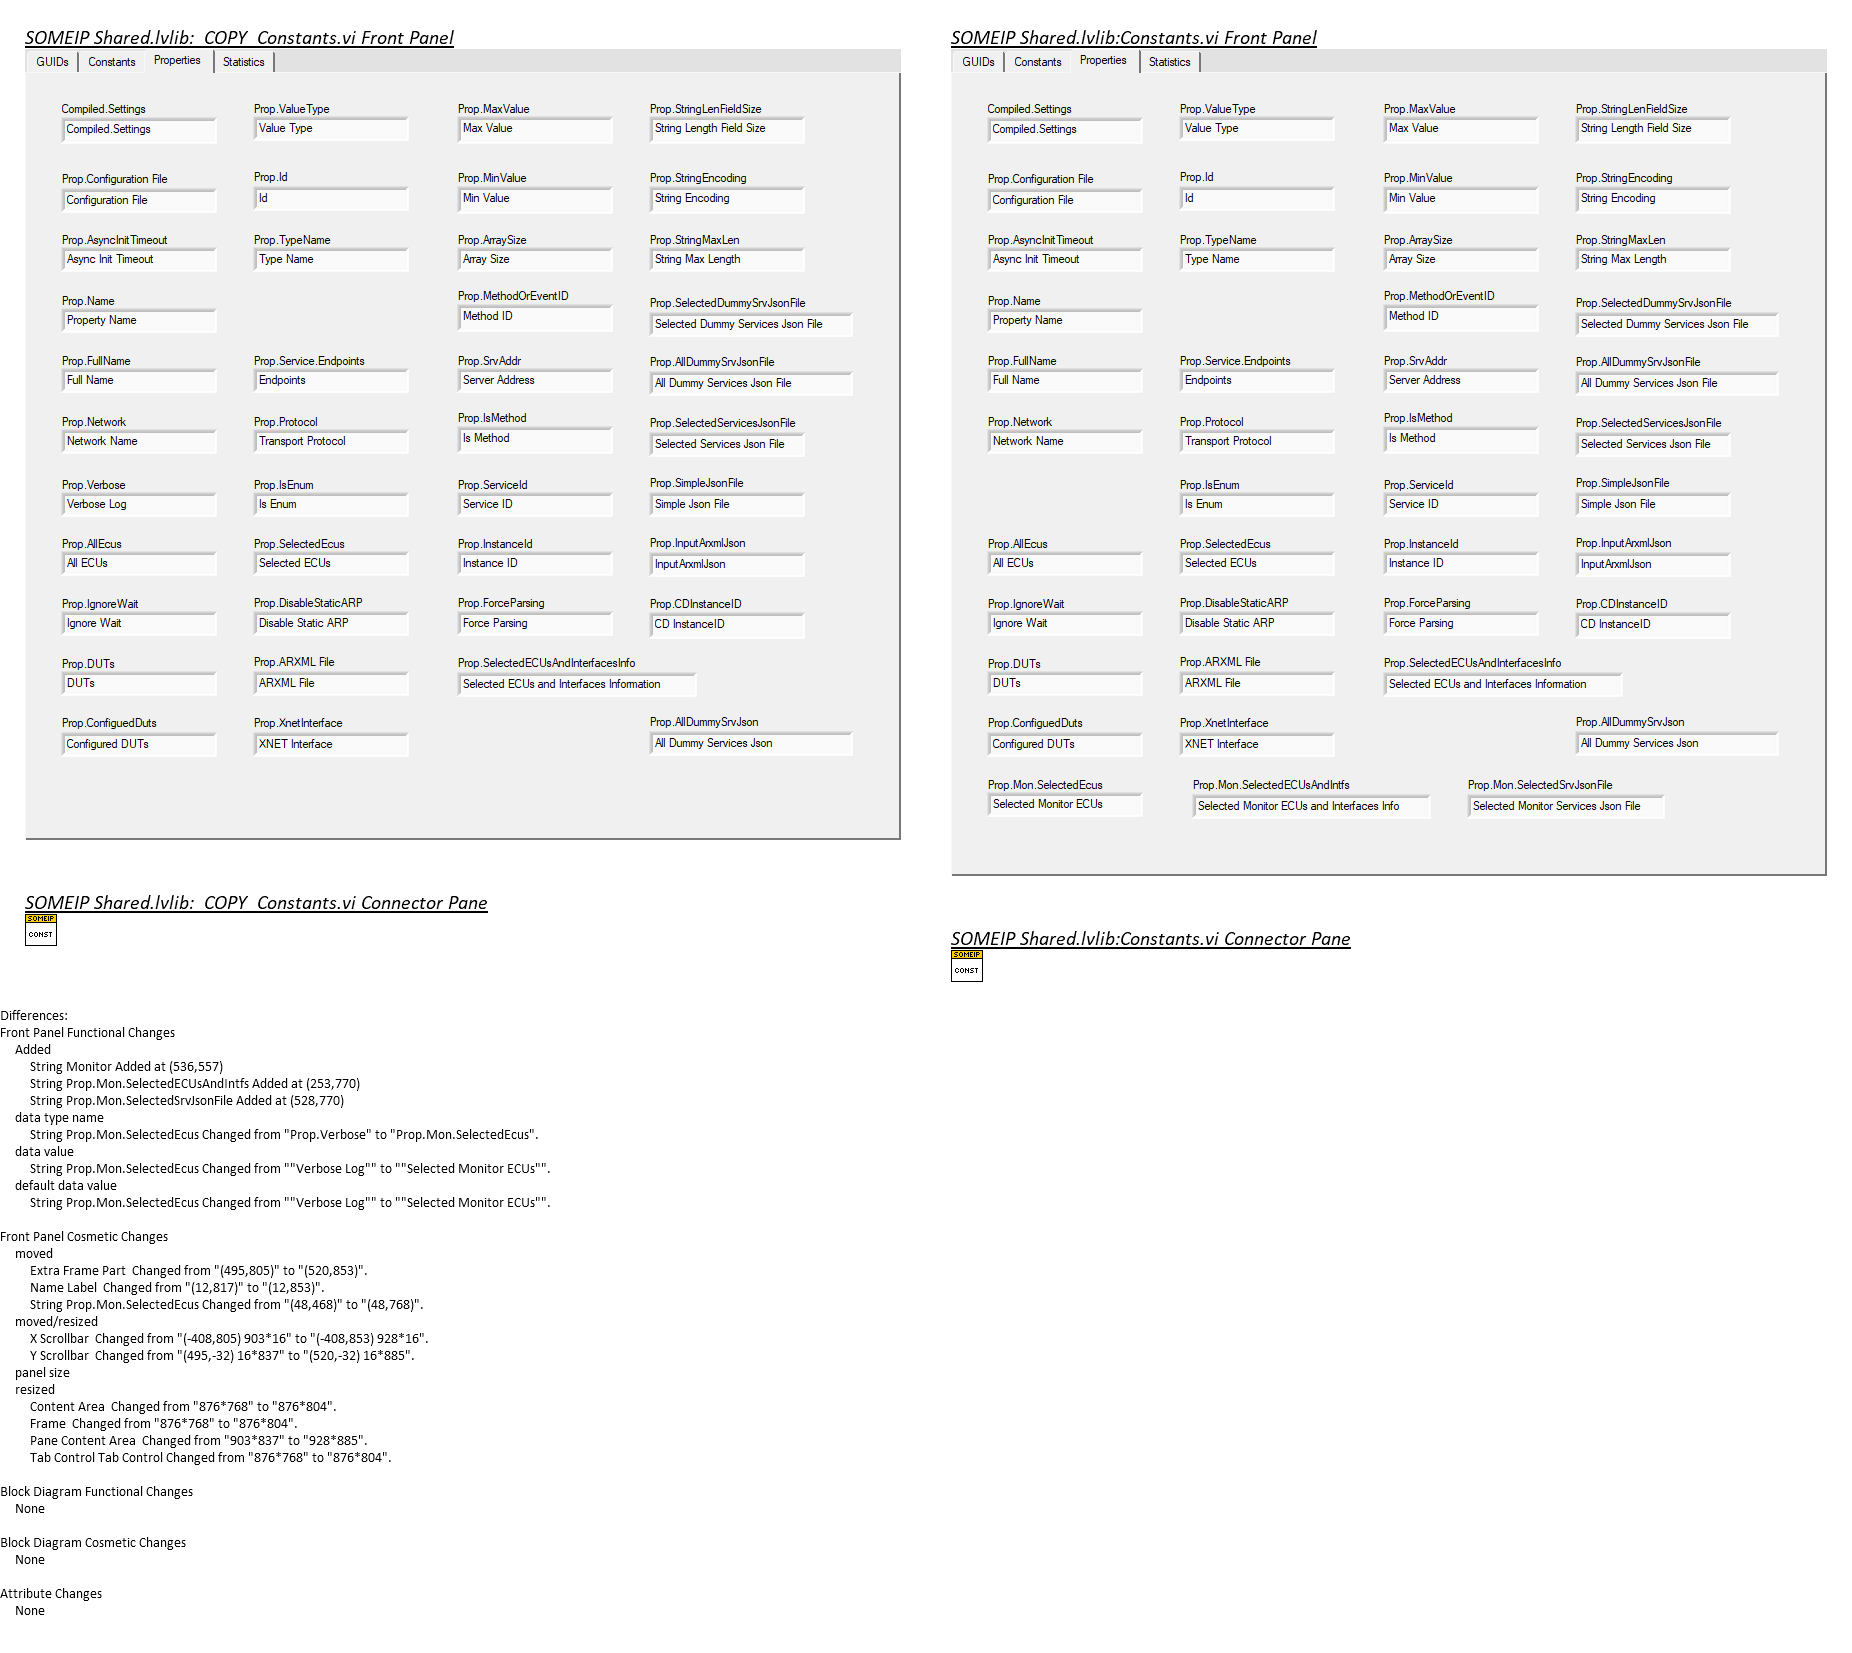 SOMEIP Shared.lvlib:_COPY_Constants.vi Front Panel
GUIDs Constants Properties Statistics
Compiled.Settings Prop.ValueType Prop.MaxValue Prop.StringLenFieldSize
Compiled.Settings Value Type Max Value String Length Field Size
Prop.Configuration File Prop.Id Prop.MinValue Prop.StringEncoding
Configuration File Id Min Value String Encoding
Prop.AsyncInitTimeout Prop.TypeName Prop.ArraySize Prop.StringMaxLen
Async Init Timeout Type Name Array Size String Max Length
Prop.Name Prop.MethodOrEventID Prop.SelectedDummySrvJsonFile
Property Name Method ID Selected Dummy Services Json File
Prop.FullName Prop.Service.Endpoints Prop.SrvAddr Prop.AllDummySrvJsonFile
Full Name Endpoints Server Address All Dummy Services Json File
Prop.Network Prop.Protocol Prop.IsMethod Prop.SelectedServicesJsonFile
Network Name Transport Protocol Is Method Selected Services Json File
Prop.Verbose Prop.IsEnum Prop.ServiceId Prop.SimpleJsonFile
Verbose Log Is Enum Service ID Simple Json File
Prop.AllEcus Prop.SelectedEcus Prop.InstanceId Prop.InputArxmlJson
All ECUs Selected ECUs Instance ID InputArxmlJson
Prop.IgnoreWait Prop.DisableStaticARP Prop.ForceParsing Prop.CDInstanceID
Ignore Wait Disable Static ARP Force Parsing CD InstanceID
Prop.DUTs Prop.ARXML File Prop.SelectedECUsAndInterfacesInfo
DUTs ARXML File Selected ECUs and Interfaces Information
Prop.ConfiguedDuts Prop.XnetInterface Prop.AllDummySrvJson
Configured DUTs XNET Interface All Dummy Services Json
SOMEIP Shared.lvlib:_COPY_Constants.vi Connector Pane
SOMEIP
CONST
SOMEIP Shared.lvlib:Constants.vi Front Panel
GUIDs Constants Properties Statistics
Compiled.Settings Prop.ValueType Prop.MaxValue Prop.StringLenFieldSize
Compiled.Settings Value Type Max Value String Length Field Size
Prop.Configuration File Prop.Id Prop.MinValue Prop.StringEncoding
Configuration File Id Min Value String Encoding
Prop.AsyncInitTimeout Prop.TypeName Prop.ArraySize Prop.StringMaxLen
Async Init Timeout Type Name Array Size String Max Length
Prop.Name Prop.MethodOrEventID Prop.SelectedDummySrvJsonFile
Property Name Method ID Selected Dummy Services Json File
Prop.FullName Prop.Service.Endpoints Prop.SrvAddr Prop.AllDummySrvJsonFile
Full Name Endpoints Server Address All Dummy Services Json File
Prop.Network Prop.Protocol Prop.IsMethod Prop.SelectedServicesJsonFile
Network Name Transport Protocol Is Method Selected Services Json File
Prop.IsEnum Prop.ServiceId Prop.SimpleJsonFile
Is Enum Service ID Simple Json File
Prop.AllEcus Prop.SelectedEcus Prop.InstanceId Prop.InputArxmlJson
All ECUs Selected ECUs Instance ID InputArxmlJson
Prop.IgnoreWait Prop.DisableStaticARP Prop.ForceParsing Prop.CDInstanceID
Ignore Wait Disable Static ARP Force Parsing CD InstanceID
Prop.DUTs Prop.ARXML File Prop.SelectedECUsAndInterfacesInfo
DUTs ARXML File Selected ECUs and Interfaces Information
Prop.ConfiguedDuts Prop.XnetInterface Prop.AllDummySrvJson
Configured DUTs XNET Interface All Dummy Services Json
Prop.Mon.SelectedEcus Prop.Mon.SelectedECUsAndIntfs Prop.Mon.SelectedSrvJsonFile
Selected Monitor ECUs Selected Monitor ECUs and Interfaces Info Selected Monitor Services Json File
SOMEIP Shared.lvlib:Constants.vi Connector Pane
SOMEIP
CONST
Differences:
Front Panel Functional Changes
Added
String Monitor Added at (536,557)
String Prop.Mon.SelectedECUsAndIntfs Added at (253,770)
String Prop.Mon.SelectedSrvJsonFile Added at (528,770)
data type name
String Prop.Mon.SelectedEcus Changed from "Prop.Verbose" to "Prop.Mon.SelectedEcus".
data value
String Prop.Mon.SelectedEcus Changed from ""Verbose Log"" to ""Selected Monitor ECUs"".
default data value
String Prop.Mon.SelectedEcus Changed from ""Verbose Log"" to ""Selected Monitor ECUs"".
Front Panel Cosmetic Changes
moved
Extra Frame Part  Changed from "(495,805)" to "(520,853)".
Name Label  Changed from "(12,817)" to "(12,853)".
String Prop.Mon.SelectedEcus Changed from "(48,468)" to "(48,768)".
moved/resized
X Scrollbar  Changed from "(-408,805) 903*16" to "(-408,853) 928*16".
Y Scrollbar  Changed from "(495,-32) 16*837" to "(520,-32) 16*885".
panel size
resized
Content Area  Changed from "876*768" to "876*804".
Frame  Changed from "876*768" to "876*804".
Pane Content Area  Changed from "903*837" to "928*885".
Tab Control Tab Control Changed from "876*768" to "876*804".
Block Diagram Functional Changes
None
Block Diagram Cosmetic Changes
None
Attribute Changes
None